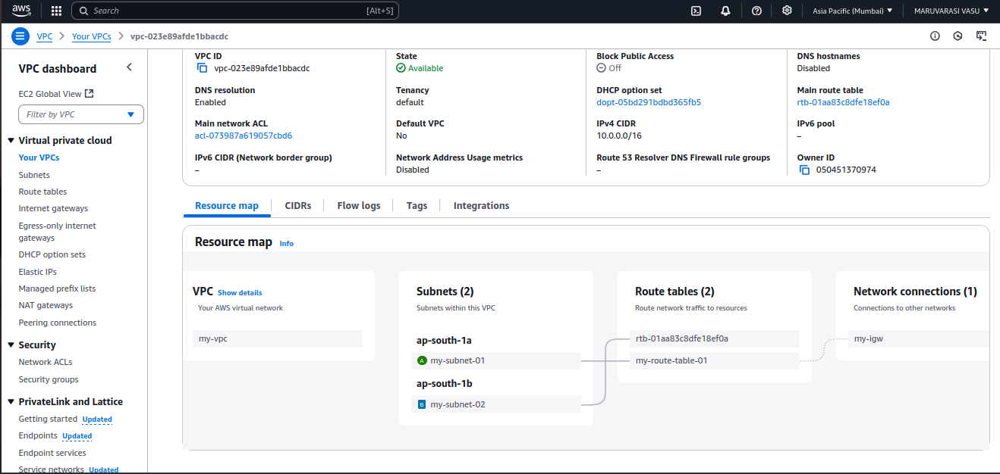 aws
Search [Alt+S]
Asia Pacific (Mumbai)
MARUVARASI VASU
VPC > Your VPCs > vpc-023e89afde1bbacdc
VPC dashboard
EC2 Global View
Filter by VPC
Virtual private cloud
Your VPCs
Subnets
Route tables
Internet gateways
Egress-only internet
gateways
DHCP option sets
Elastic IPs
Managed prefix lists
NAT gateways
Peering connections
Security
Network ACLs
Security groups
PrivateLink and Lattice
Getting started Updated
Endpoints Updated
Endpoint services
Service networks Updated
VPC ID
vpc-023e89afde1bbacdc
State
Available
Block Public Access
Off
DNS hostnames
Disabled
DNS resolution
Enabled
Tenancy
default
DHCP option set
dopt-05bd291bdbd365fb5
Main route table
rtb-01aa83c8dfe18ef0a
Main network ACL
acl-073987a619057cbd6
Default VPC
No
IPv4 CIDR
10.0.0.0/16
IPv6 pool
–
IPv6 CIDR (Network border group)
–
Network Address Usage metrics
Disabled
Route 53 Resolver DNS Firewall rule groups
–
Owner ID
050451370974
Resource map
CIDRs
Flow logs
Tags
Integrations
Resource map Info
VPC Show details
Your AWS virtual network
my-vpc
Subnets (2)
Subnets within this VPC
ap-south-1a
A my-subnet-01
ap-south-1b
B my-subnet-02
Route tables (2)
Route network traffic to resources
rtb-01aa83c8dfe18ef0a
my-route-table-01
Network connections (1)
Connections to other networks
my-igw